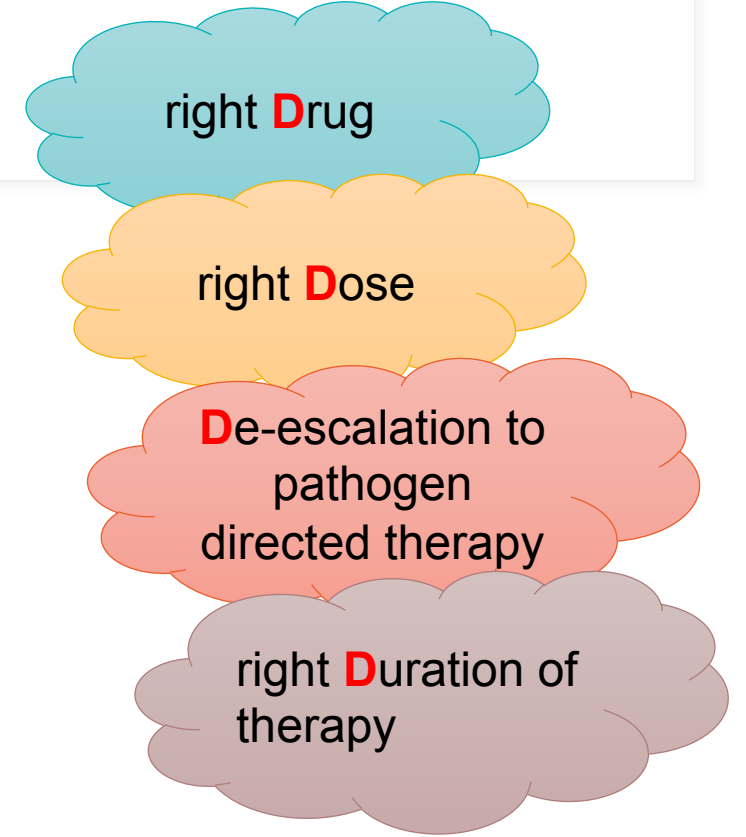 right Drug
right Dose
De-escalation to
pathogen
directed therapy
right Duration of
therapy